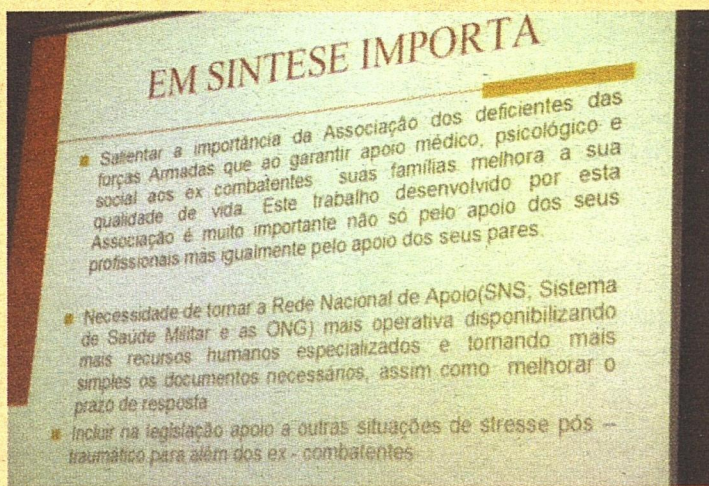 EM SINTESE IMPORTA
Salientar a importância da Associação dos deficientes das
forças Armadas que ao garantir apoio médico, psicológico e
social aos ex combatentes suas famílias melhora a sua
qualidade de vida. Este trabalho desenvolvido por esta
Associação é muito importante não só pelo apoio dos seus
profissionais mas igualmente pelo apoio dos seus pares.
Necessidade de tornar a Rede Nacional de Apoio(SNS, Sistema
de Saúde Militar e as ONG) mais operativa disponibilizando
mais recursos humanos especializados e tornando mais
simples os documentos necessários, assim como melhorar o
prazo de resposta
Incluir na legislação apoio a outras situações de stresse pós –
traumático para além dos ex - combatentes